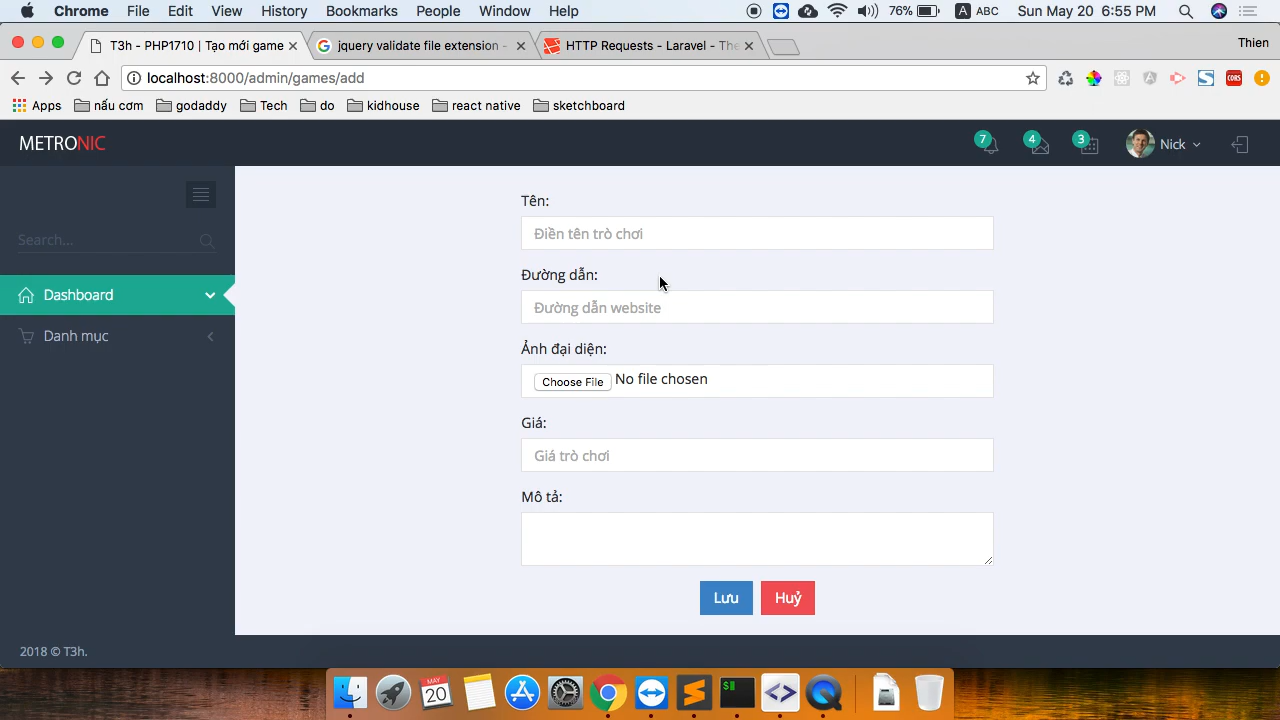 Chrome File Edit View History Bookmarks People Window Help 76% A ABC Sun May 20 6:55 PM
T3h - PHP1710 | Tạo mới game jquery validate file extension - HTTP Requests - Laravel - The Thien
localhost:8000/admin/games/add
Apps nấu cơm godaddy Tech do kidhouse react native sketchboard
METRONIC 7 4 3 Nick
Search...
Dashboard
Danh mục
Tên:
Điền tên trò chơi
Đường dẫn:
Đường dẫn website
Ảnh đại diện:
Choose File No file chosen
Giá:
Giá trò chơi
Mô tả:
Lưu Huỷ
2018 © T3h.
MAY
20